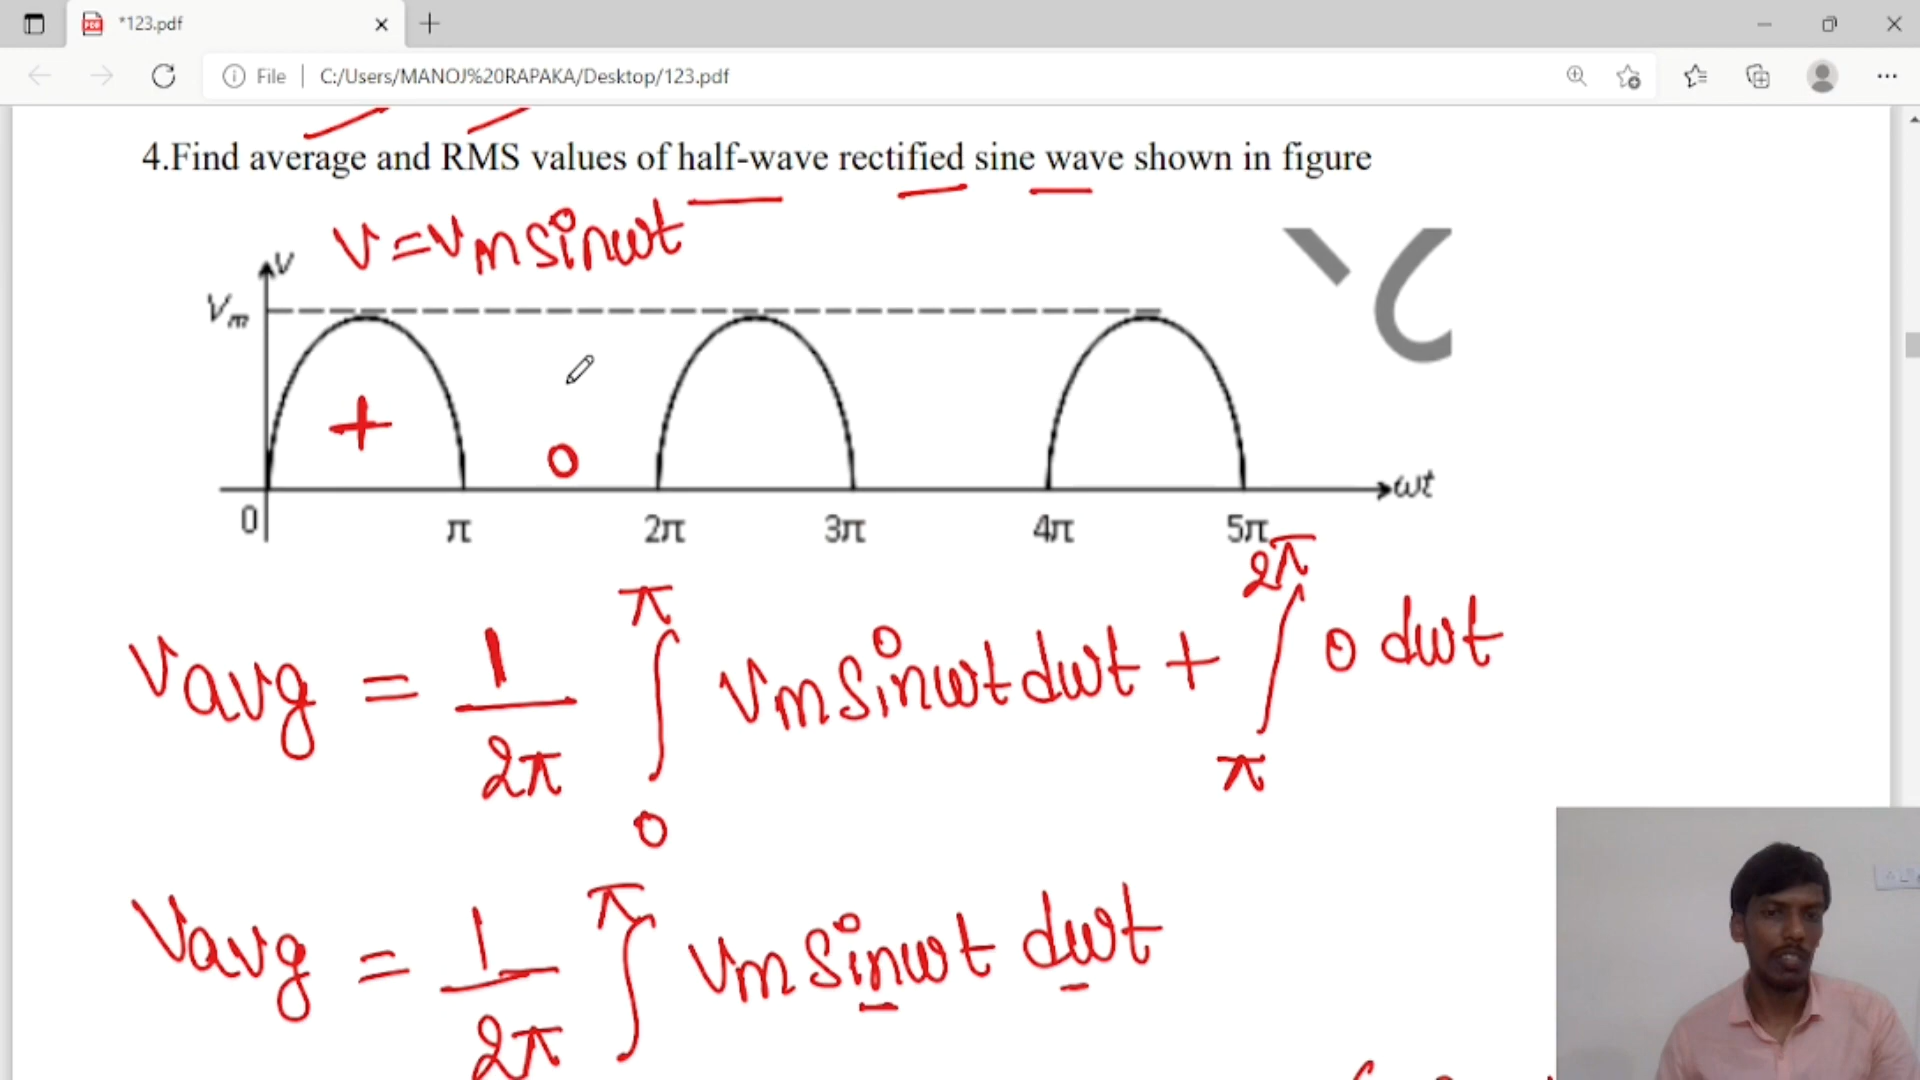 *123.pdf
File | C:/Users/MANOJ%20RAPAKA/Desktop/123.pdf
4.Find average and RMS values of half-wave rectified sine wave shown in figure
V=Vm sinωt
V
Vm
+
0
ωt
0 π 2π 3π 4π 5π
Vavg = 1/2π ∫0^π Vm sinωt dωt + ∫π^2π 0 dωt
Vavg = 1/2π ∫^π Vm sinωt dωt